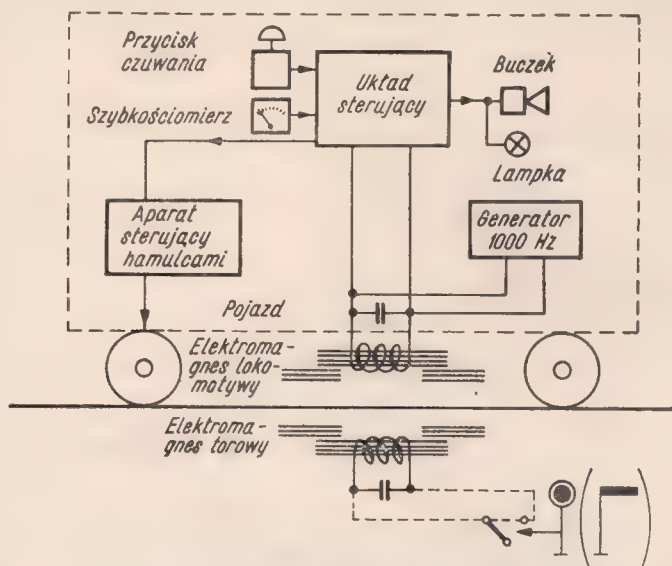 Przycisk
czuwania
Układ
sterujący
Buczek
Szybkościomierz
Lampka
Aparat
sterujący
hamulcami
Generator
1000 Hz
Pojazd
Elektroma-
gnes loko-
motywy
Elektroma-
gnes torowy